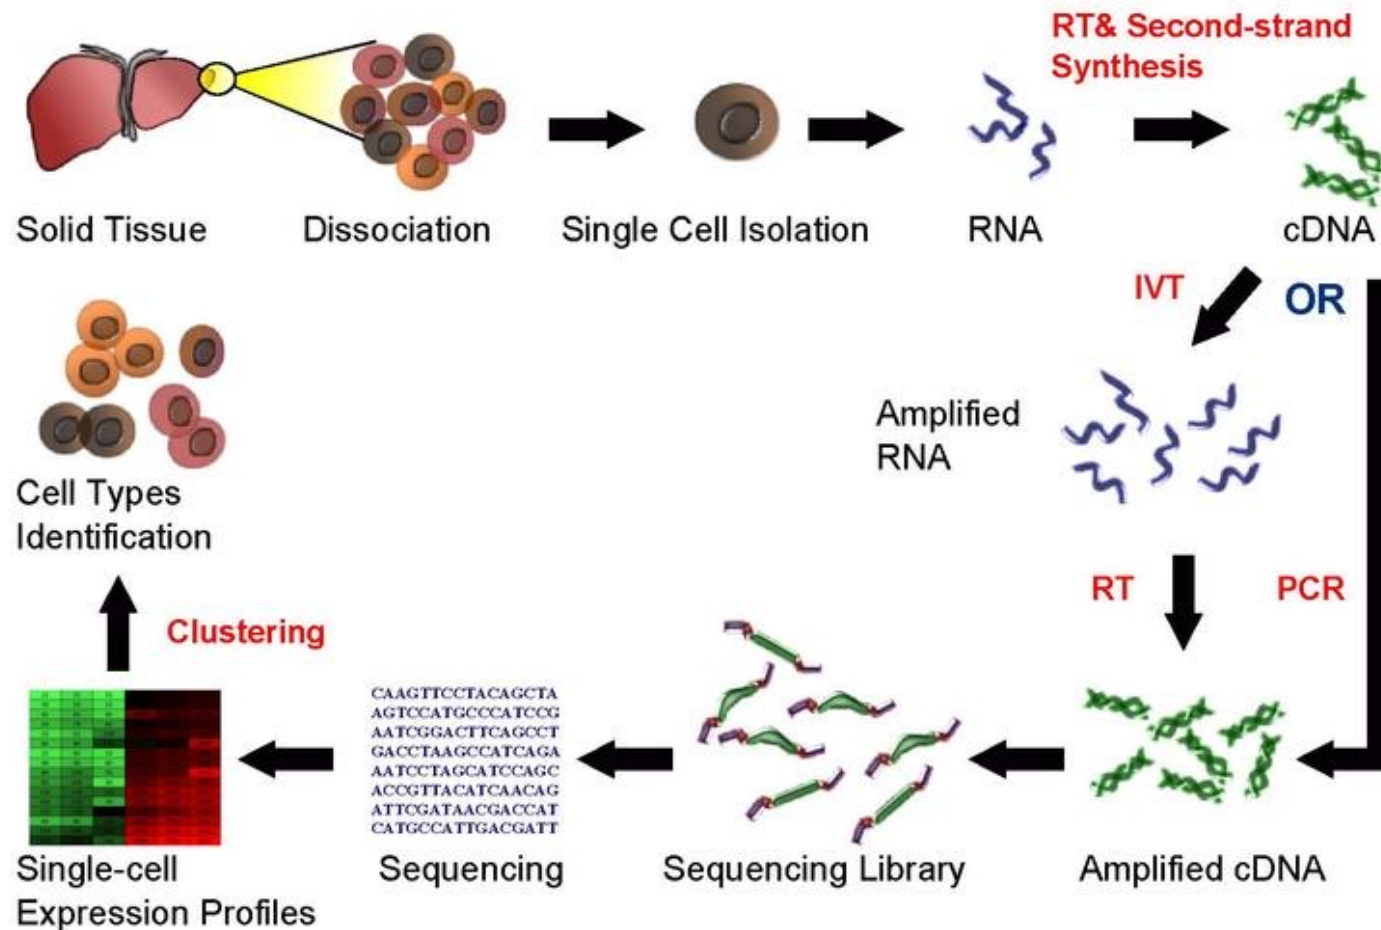 RT& Second-strand
Synthesis
Solid Tissue
Dissociation
Single Cell Isolation
RNA
cDNA
IVT
OR
Amplified
RNA
RT
PCR
Amplified cDNA
Sequencing Library
CAAGTTCCTACAGCTA
AGTCCATGCCCATCCG
AATCGGACTTCAGCCT
GACCTAAGCCATCAGA
AATCCTAGCATCCAGC
ACCGTTACATCAACAG
ATTCGATAACGACCAT
CATGCCATTGACGATT
Sequencing
Single-cell
Expression Profiles
Clustering
Cell Types
Identification